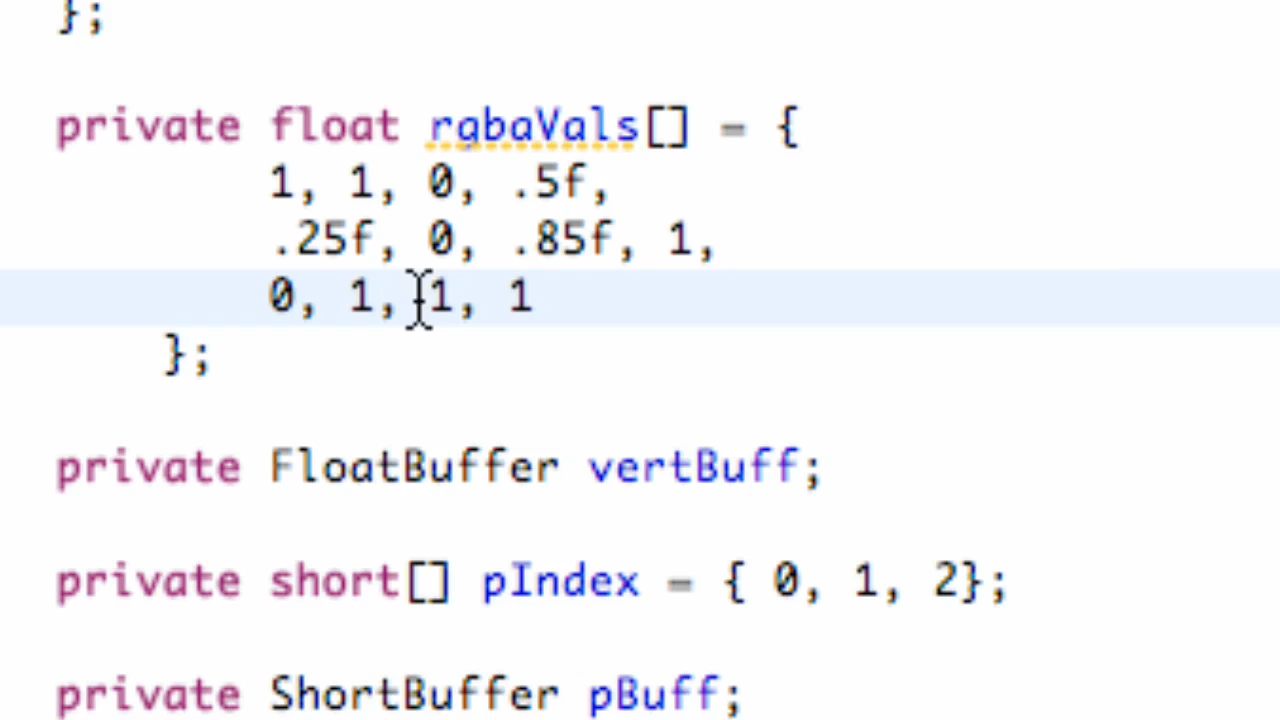 };
private float rgbaVals[] = {
1, 1, 0, .5f,
.25f, 0, .85f, 1,
0, 1, 1, 1
};
private FloatBuffer vertBuff;
private short[] pIndex = { 0, 1, 2};
private ShortBuffer pBuff;